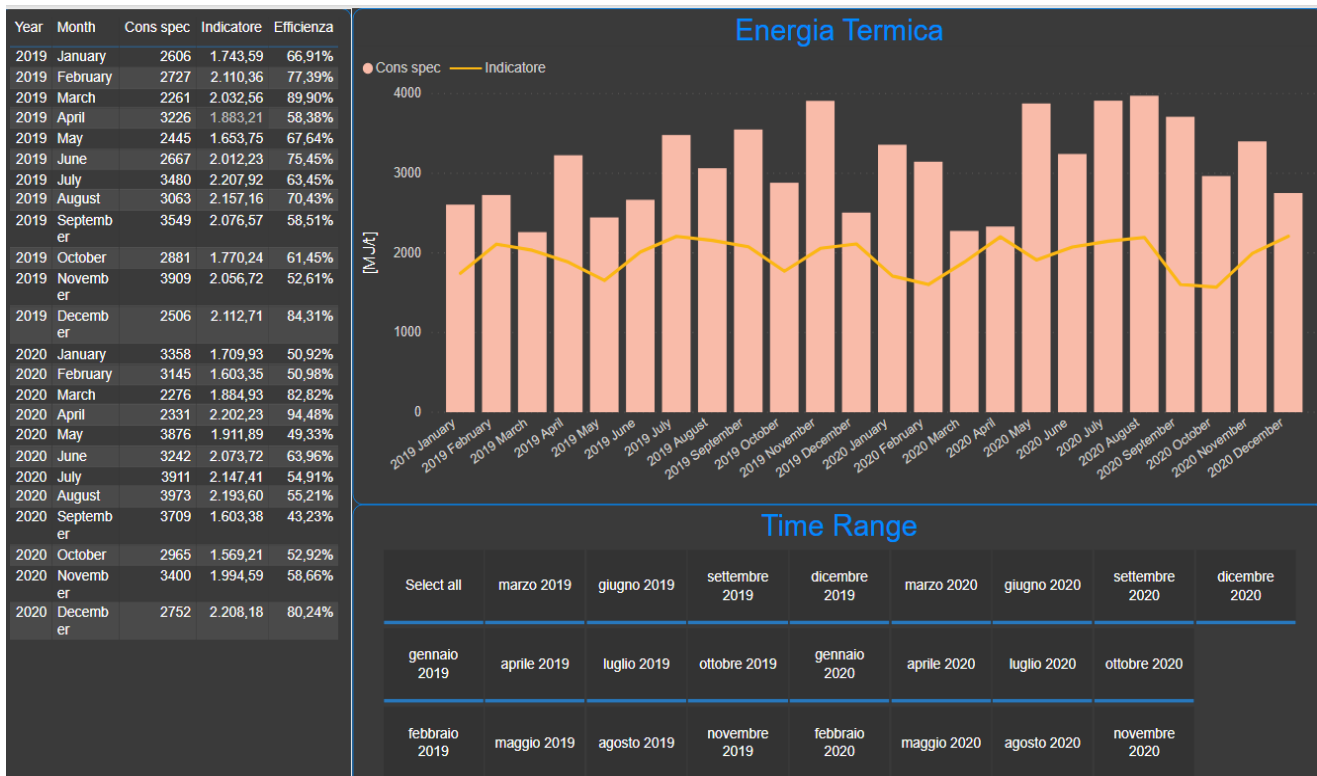 Year Month Cons spec Indicatore Efficienza
2019 January 2606 1.743,59 66,91%
2019 February 2727 2.110,36 77,39%
2019 March 2261 2.032,56 89,90%
2019 April 3226 1.883,21 58,38%
2019 May 2445 1.653,75 67,64%
2019 June 2667 2.012,23 75,45%
2019 July 3480 2.207,92 63,45%
2019 August 3063 2.157,16 70,43%
2019 Septemb 3549 2.076,57 58,51%
er
2019 October 2881 1.770,24 61,45%
2019 Novemb 3909 2.056,72 52,61%
er
2019 Decemb 2506 2.112,71 84,31%
er
2020 January 3358 1.709,93 50,92%
2020 February 3145 1.603,35 50,98%
2020 March 2276 1.884,93 82,82%
2020 April 2331 2.202,23 94,48%
2020 May 3876 1.911,89 49,33%
2020 June 3242 2.073,72 63,96%
2020 July 3911 2.147,41 54,91%
2020 August 3973 2.193,60 55,21%
2020 Septemb 3709 1.603,38 43,23%
er
2020 October 2965 1.569,21 52,92%
2020 Novemb 3400 1.994,59 58,66%
er
2020 Decemb 2752 2.208,18 80,24%
er
Energia Termica
Cons spec Indicatore
[MJ/t]
4000
3000
2000
1000
0
2019 January
2019 February
2019 March
2019 April
2019 May
2019 June
2019 July
2019 August
2019 September
2019 October
2019 November
2019 December
2020 January
2020 February
2020 March
2020 April
2020 May
2020 June
2020 July
2020 August
2020 September
2020 October
2020 November
2020 December
Time Range
Select all
marzo 2019
giugno 2019
settembre
2019
dicembre
2019
marzo 2020
giugno 2020
settembre
2020
dicembre
2020
gennaio
2019
aprile 2019
luglio 2019
ottobre 2019
gennaio
2020
aprile 2020
luglio 2020
ottobre 2020
febbraio
2019
maggio 2019
agosto 2019
novembre
2019
febbraio
2020
maggio 2020
agosto 2020
novembre
2020